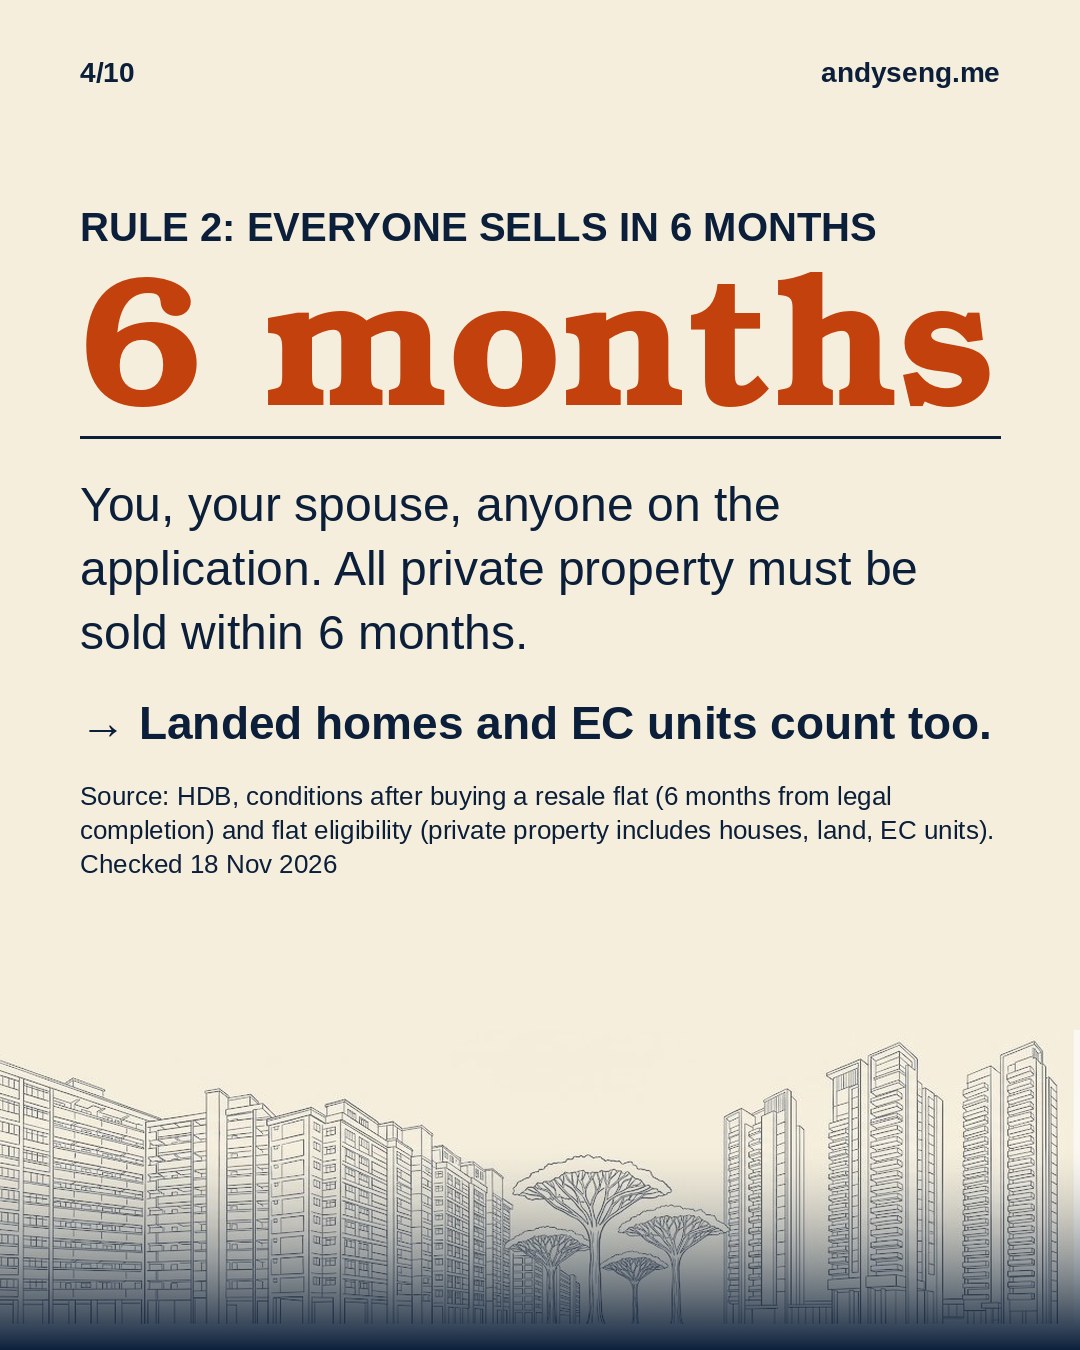 4/10
andyseng.me
RULE 2: EVERYONE SELLS IN 6 MONTHS
6 months
You, your spouse, anyone on the
application. All private property must be
sold within 6 months.
→ Landed homes and EC units count too.
Source: HDB, conditions after buying a resale flat (6 months from legal
completion) and flat eligibility (private property includes houses, land, EC units).
Checked 18 Nov 2026